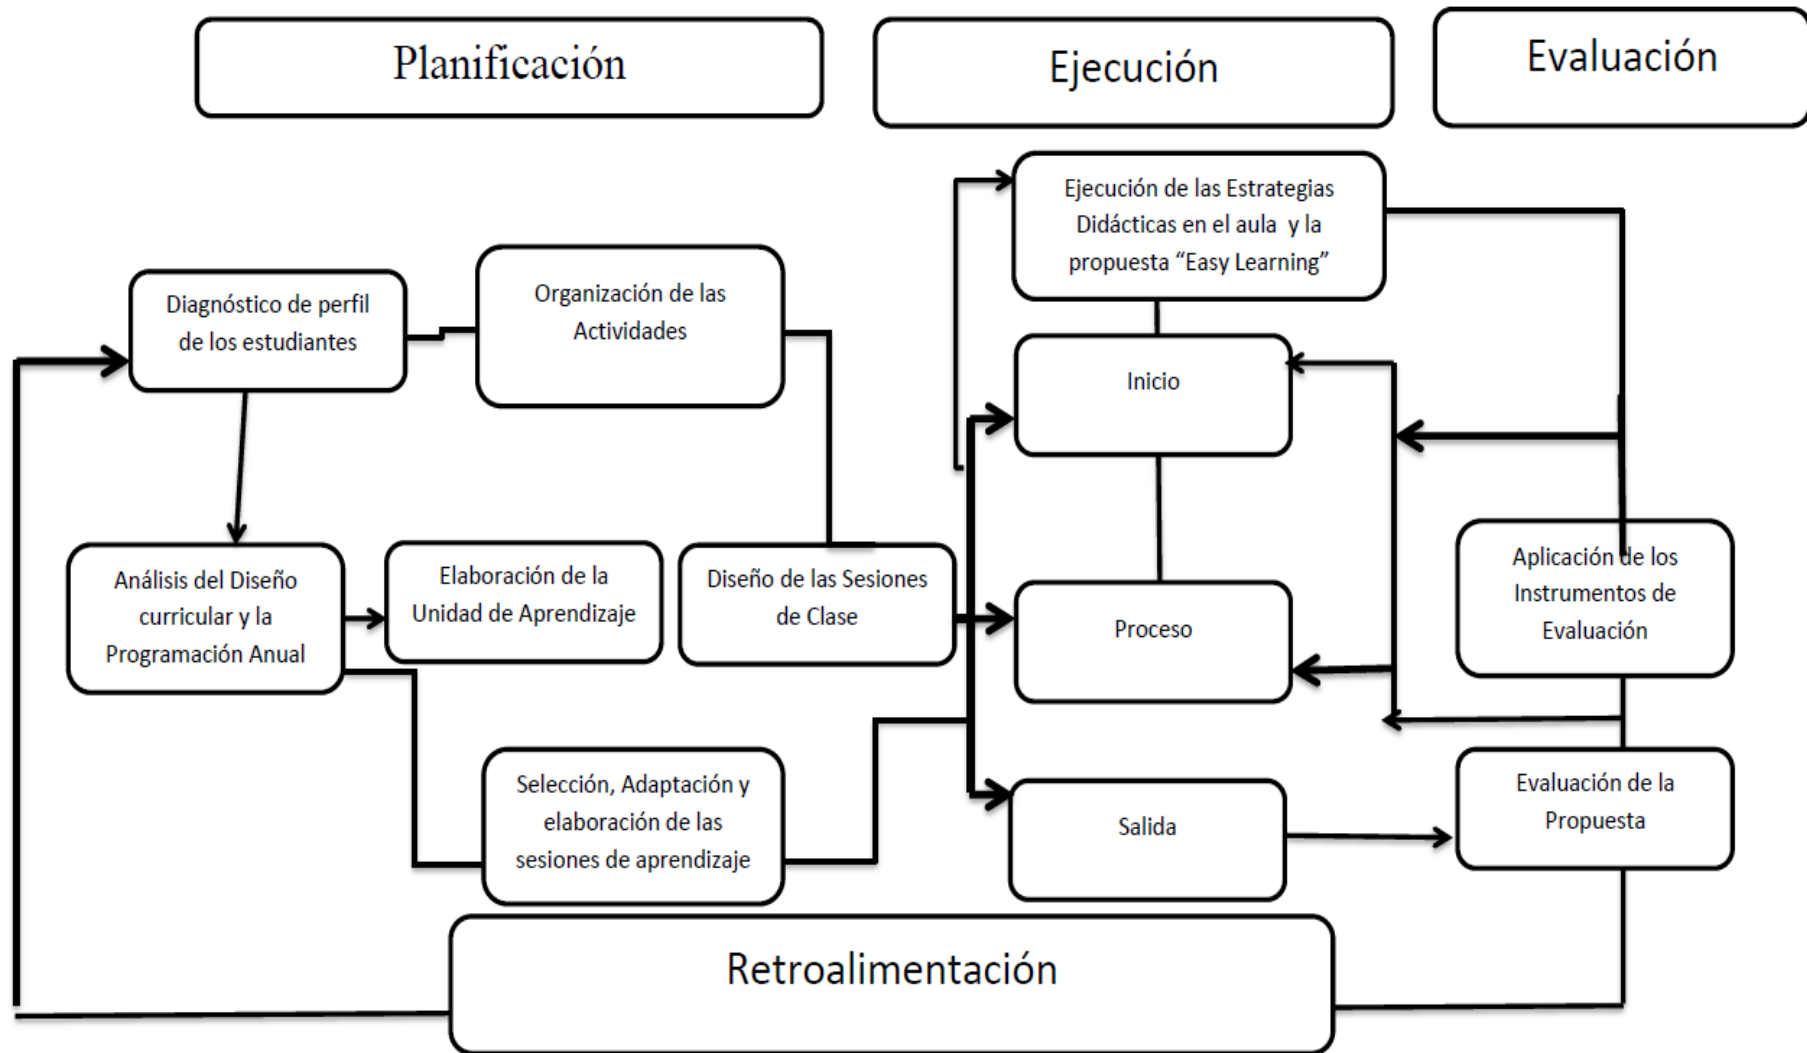 Planificación
Ejecución
Evaluación
Ejecución de las Estrategias
Didácticas en el aula y la
propuesta “Easy Learning”
Diagnóstico de perfil
de los estudiantes
Organización de las
Actividades
Inicio
Análisis del Diseño
curricular y la
Programación Anual
Elaboración de la
Unidad de Aprendizaje
Diseño de las Sesiones
de Clase
Proceso
Aplicación de los
Instrumentos de
Evaluación
Selección, Adaptación y
elaboración de las
sesiones de aprendizaje
Salida
Evaluación de la
Propuesta
Retroalimentación